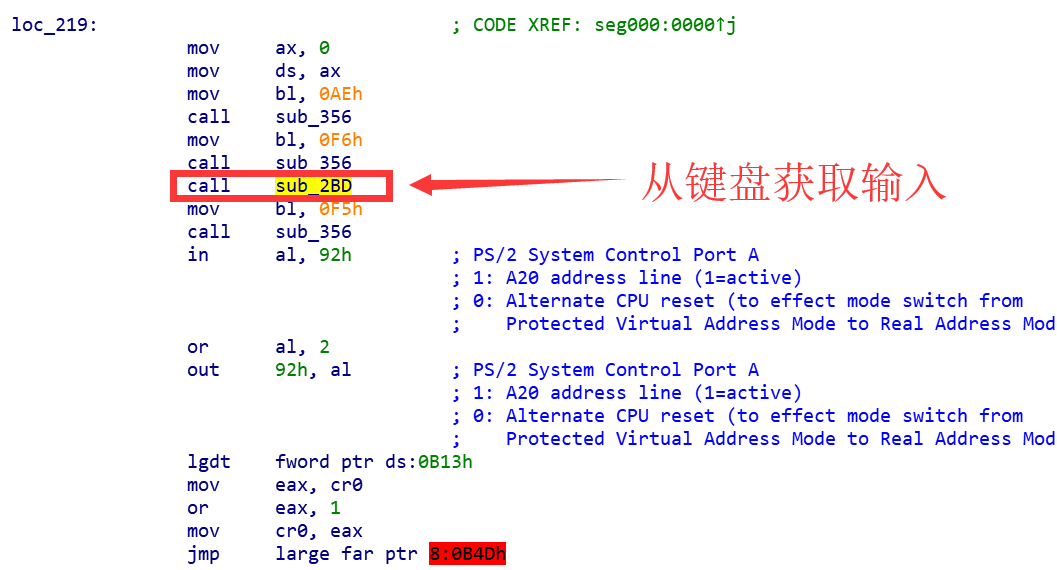 loc_219: ; CODE XREF: seg000:0000↑j
mov ax, 0
mov ds, ax
mov bl, 0AEh
call sub_356
mov bl, 0F6h
call sub_356
call sub_2BD
从键盘获取输入
mov bl, 0F5h
call sub_356
in al, 92h ; PS/2 System Control Port A
; 1: A20 address line (1=active)
; 0: Alternate CPU reset (to effect mode switch from
; Protected Virtual Address Mode to Real Address Mod
or al, 2
out 92h, al ; PS/2 System Control Port A
; 1: A20 address line (1=active)
; 0: Alternate CPU reset (to effect mode switch from
; Protected Virtual Address Mode to Real Address Mod
lgdt fword ptr ds:0B13h
mov eax, cr0
or eax, 1
mov cr0, eax
jmp large far ptr 8:0B4Dh